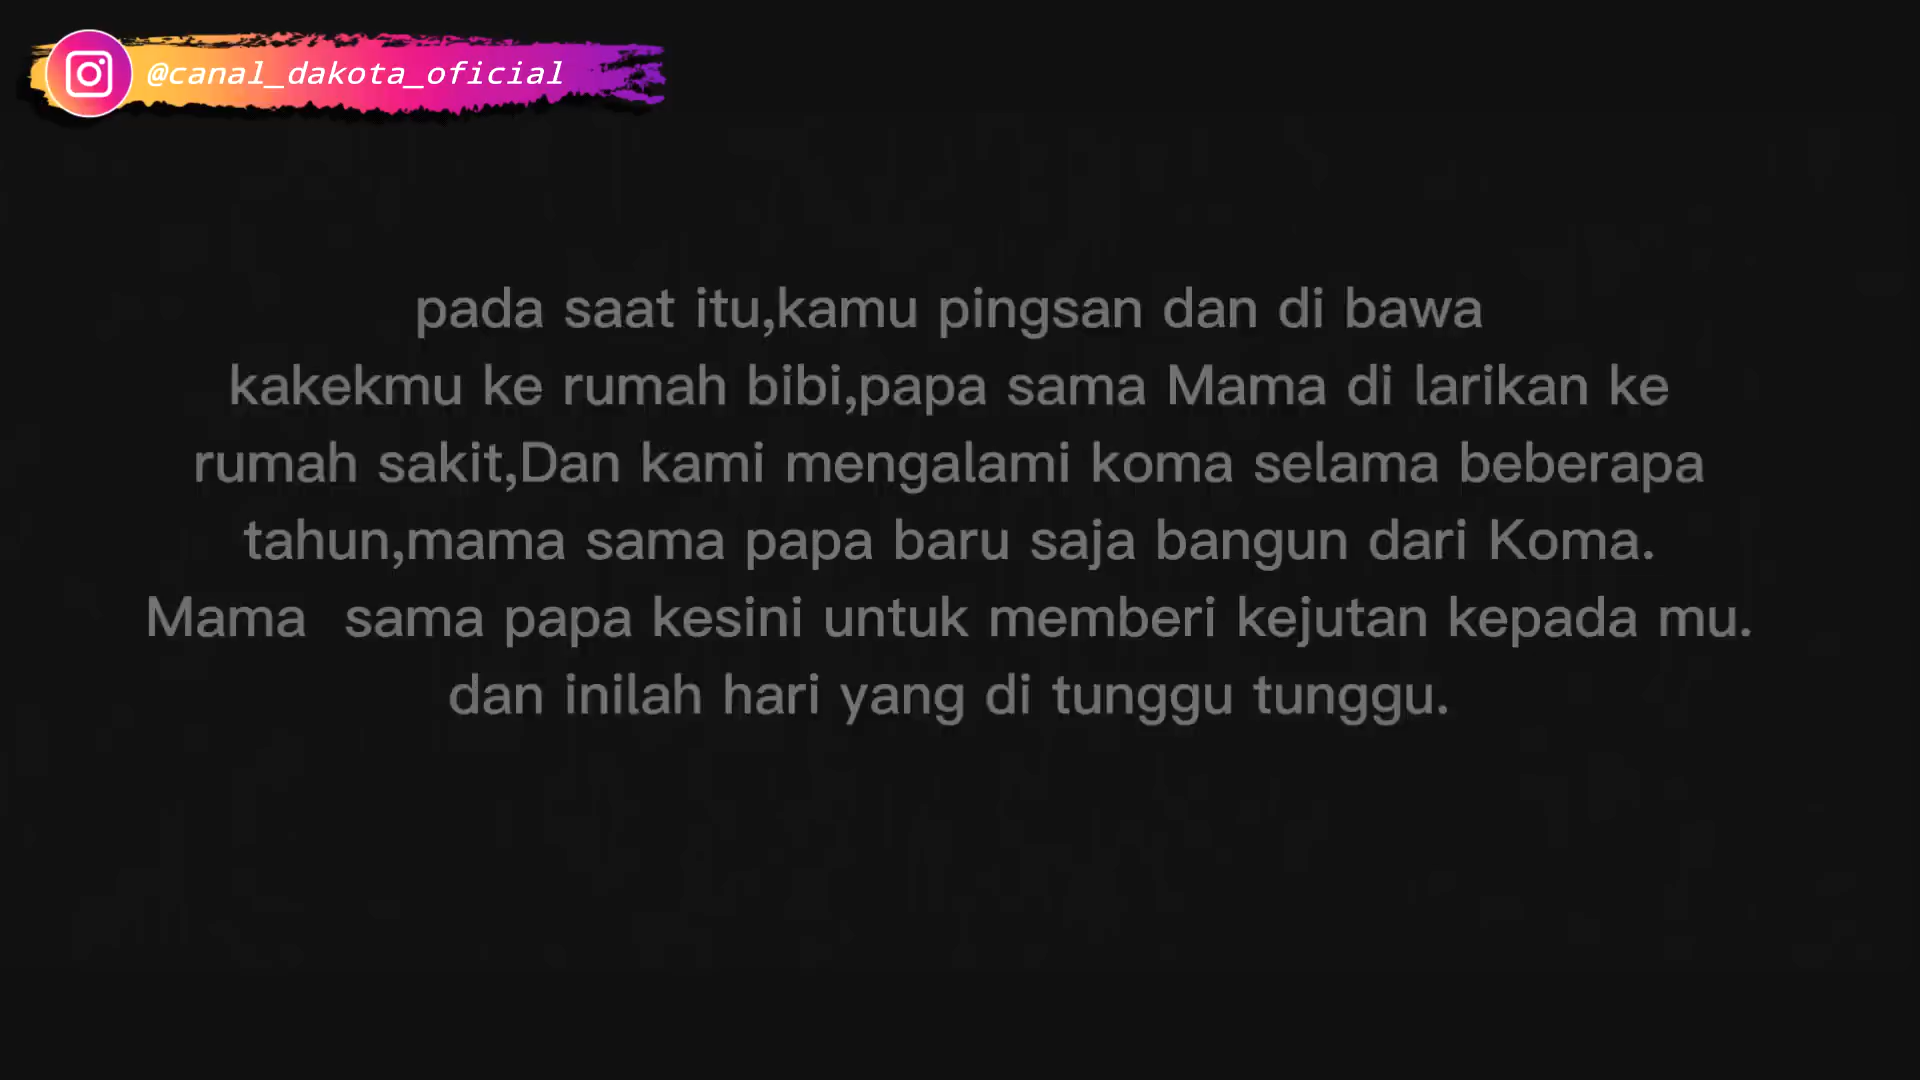 @canal_dakota_oficial
pada saat itu,kamu pingsan dan di bawa
kakekmu ke rumah bibi,papa sama Mama di larikan ke
rumah sakit,Dan kami mengalami koma selama beberapa
tahun,mama sama papa baru saja bangun dari Koma.
Mama  sama papa kesini untuk memberi kejutan kepada mu.
dan inilah hari yang di tunggu tunggu.